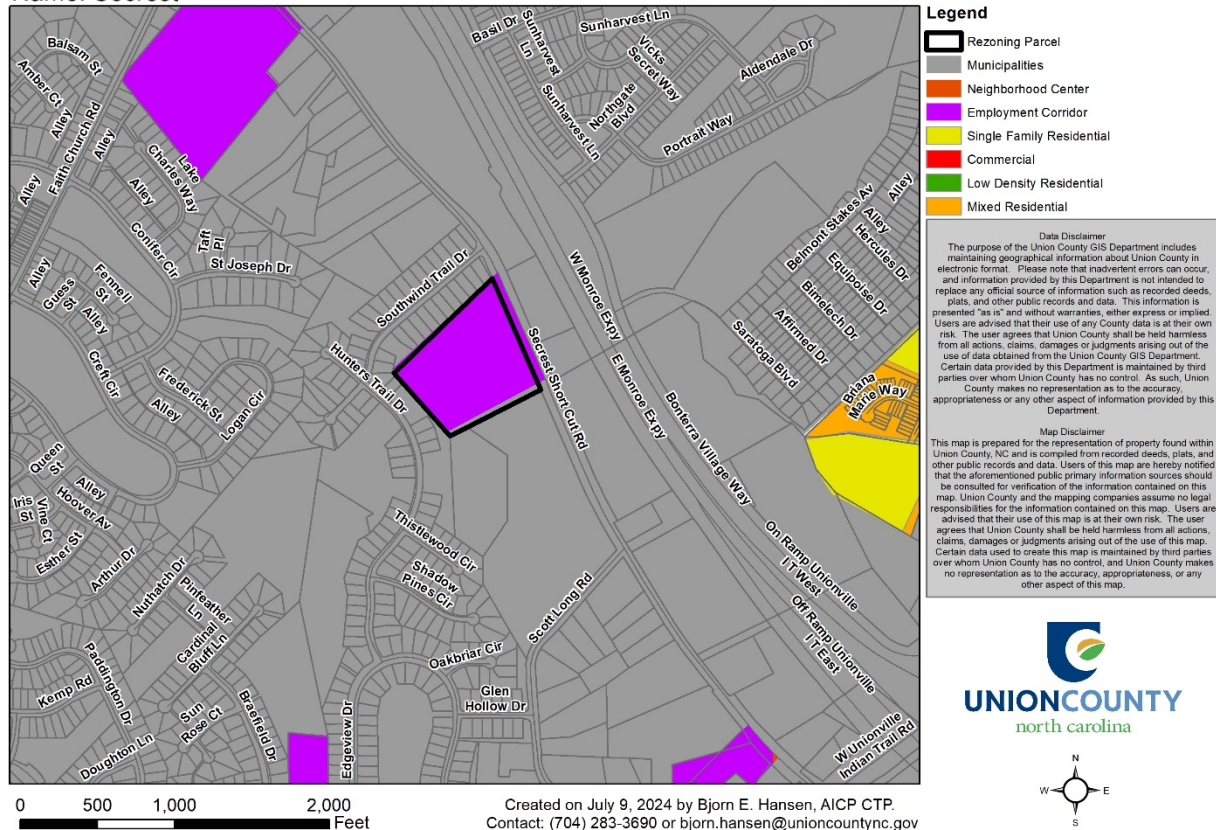 Legend
Rezoning Parcel
Municipalities
Neighborhood Center
Employment Corridor
Single Family Residential
Commercial
Low Density Residential
Mixed Residential
Data Disclaimer
The purpose of the Union County GIS Department includes
maintaining geographical information about Union County in
electronic format. Please note that inadvertent errors can occur,
and information provided by this Department is not intended to
replace any official source of information such as recorded deeds,
plats, and other public records and data. This information is
presented "as is" and without warranties, either express or implied.
Users are advised that their use of any County data is at their own
risk. The user agrees that Union County shall be held harmless
from all actions, claims, damages or judgments arising out of the
use of data obtained from the Union County GIS Department.
Certain data provided by this Department is maintained by third
parties over whom Union County has no control. As such, Union
County makes no representation as to the accuracy,
appropriateness or any other aspect of information provided by this
Department.
Map Disclaimer
This map is prepared for the representation of property found within
Union County, NC and is compiled from recorded deeds, plats, and
other public records and data. Users of this map are hereby notified
that the aforementioned public primary information sources should
be consulted for verification of the information contained on this
map. Union County and the mapping companies assume no legal
responsibilities for the information contained on this map. Users are
advised that their use of this map is at their own risk. The user
agrees that Union County shall be held harmless from all actions,
claims, damages or judgments arising out of the use of this map.
Certain data used to create this map is maintained by third parties
over whom Union County has no control, and Union County makes
no representation as to the accuracy, appropriateness, or any
other aspect of this map.
UNIONCOUNTY
north carolina
N
W E
S
Balsam St
Amber Ct
Alley
Faith Church Rd
Alley
Alley
Lake
Charles Way
Alley
Conifer Cir
Taft
Pl
St Joseph Dr
Alley
Guess
St
Fennell
St
Alley
Creft Cir
Frederick St
Alley
Logan Cir
Southwind Trail Dr
Hunters Trail Dr
Basil Dr
Sunharvest
Ln
Sunharvest Ln
Vicks
Secret Way
Northgate
Blvd
Sunharvest Ln
Aldendale Dr
Portrait Way
W Monroe Expy
E Monroe Expy
Secrest Short Cut Rd
Bonterra Village Way
Belmont Stakes Av
Alley
Alley
Hercules Dr
Equipoise Dr
Bimelech Dr
Affirmed Dr
Saratoga Blvd
Briana
Marie Way
On Ramp Unionville
I T West
Off Ramp Unionville
I T East
W Unionville
Indian Trail Rd
Queen
St
Alley
Hoover Av
Iris
St
Vine Ct
Esther St
Arthur Dr
Nuthatch Dr
Pinfeather
Ln
Cardinal
Bluff Ln
Paddington Dr
Kemp Rd
Sun
Rose Ct
Doughton Ln
Braefield Dr
Edgeview Dr
Thistlewood Cir
Shadow
Pines Cir
Oakbriar Cir
Glen
Hollow Dr
Scott Long Rd
0 500 1,000 2,000
Feet
Created on July 9, 2024 by Bjorn E. Hansen, AICP CTP.
Contact: (704) 283-3690 or bjorn.hansen@unioncountync.gov